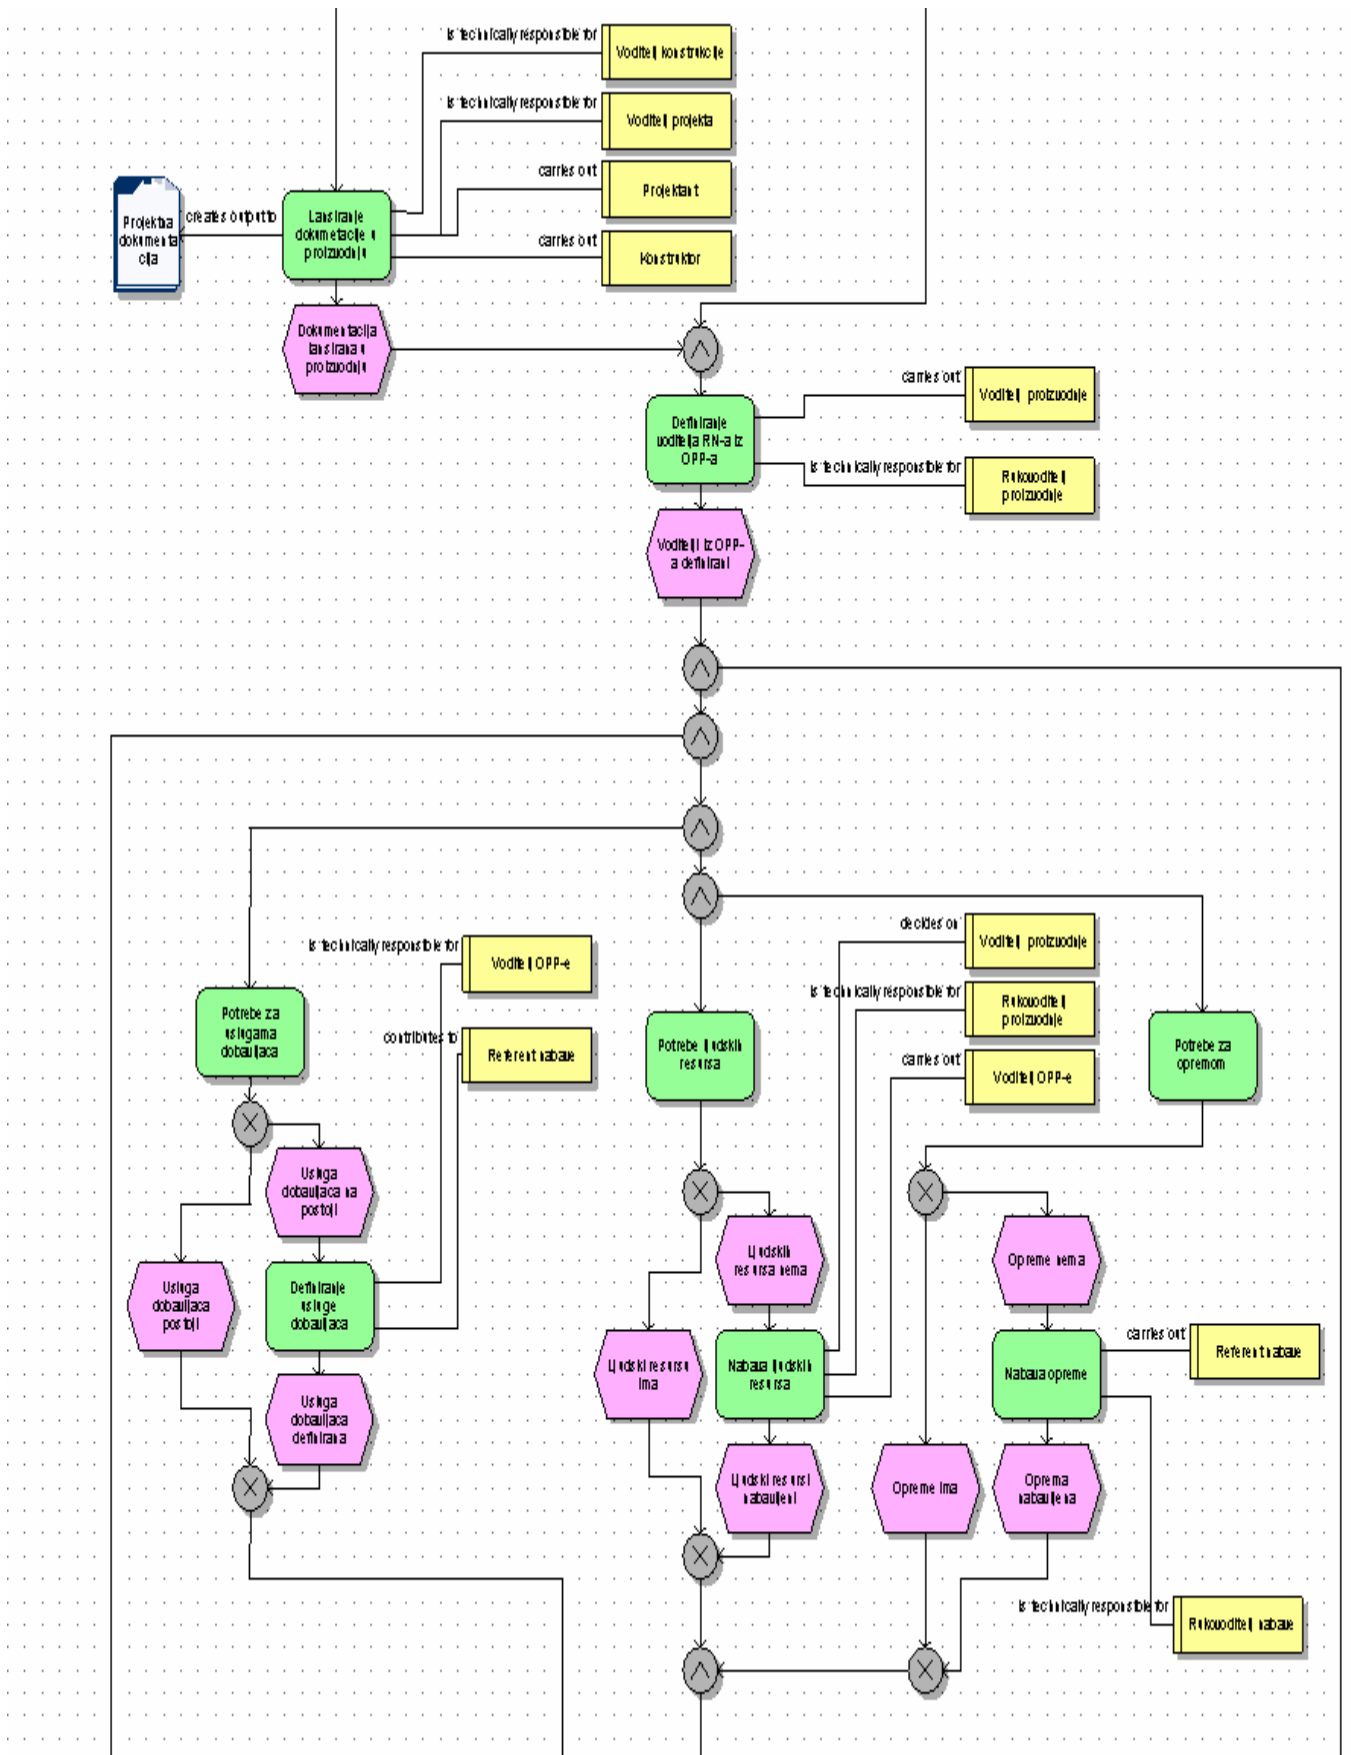 is technically responsible for
Voditelj konstrukcije
is technically responsible for
Voditelj projekta
carries out
Projektant
Projektna
dokumenta
cija
creates output to
Lansiranje
dokumetacije u
proizvodnju
carries out
Konstruktor
Dokumentacija
lansirana u
proizvodnju
carries out
Voditelj proizvodnje
Definiranje
voditelja RN-a iz
OPP-a
is technically responsible for
Rukovoditelj
proizvodnje
Voditelji iz OPP-
a definirani
decides on
Voditelj proizvodnje
is technically responsible for
Voditelj OPP-e
is technically responsible for
Rukovoditelj
proizvodnje
Potrebe za
uslugama
dobavljaca
contributes to
Referent nabave
Potrebe ljudskih
resursa
carries out
Voditelj OPP-e
Potrebe za
opremom
Usluga
dobavljaca na
postoji
Ljudskih
resursa nema
Opreme nema
Usluga
dobavljaca
postoji
Definiranje
usluge
dobavljaca
carries out
Referent nabave
Ljudski resursu
ima
Nabava ljudskih
resursa
Nabava opreme
Usluga
dobavljaca
definirana
Ljudski resursi
nabavljeni
Opreme ima
Oprema
nabavljena
is technically responsible for
Rukovoditelj nabave